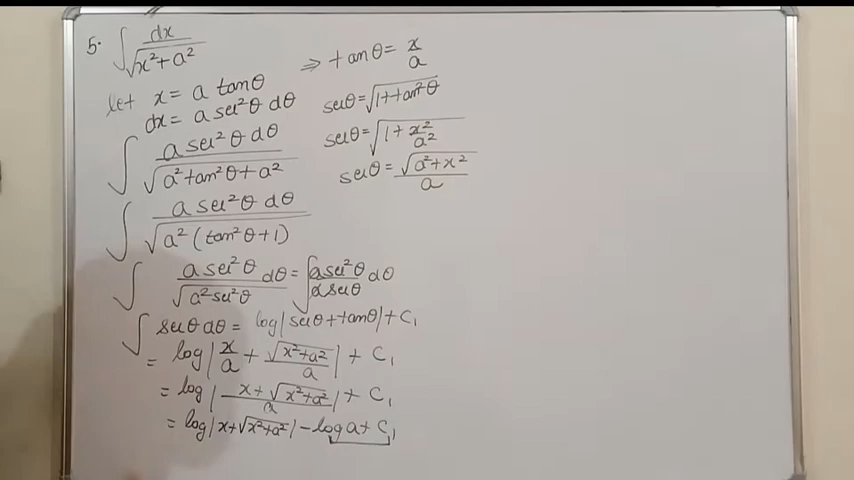 5. ∫ dx/√(x²+a²)
let x = a tanθ
dx = a sec²θ dθ
∫ a sec²θ dθ / √(a²+tan²θ+a²)
∫ a sec²θ dθ / √(a²(tan²θ+1))
∫ a sec²θ / √(a²sec²θ) dθ = ∫ a sec²θ / a secθ dθ
∫ secθ dθ = log|secθ+tanθ|+C₁
= log|x/a + √(x²+a²)/a| + C₁
= log|(x+√(x²+a²))/a| + C₁
= log|x+√(x²+a²)| - log a + C₁
⇒ tanθ = x/a
secθ = √(1+tan²θ)
secθ = √(1+x²/a²)
secθ = √(a²+x²)/a